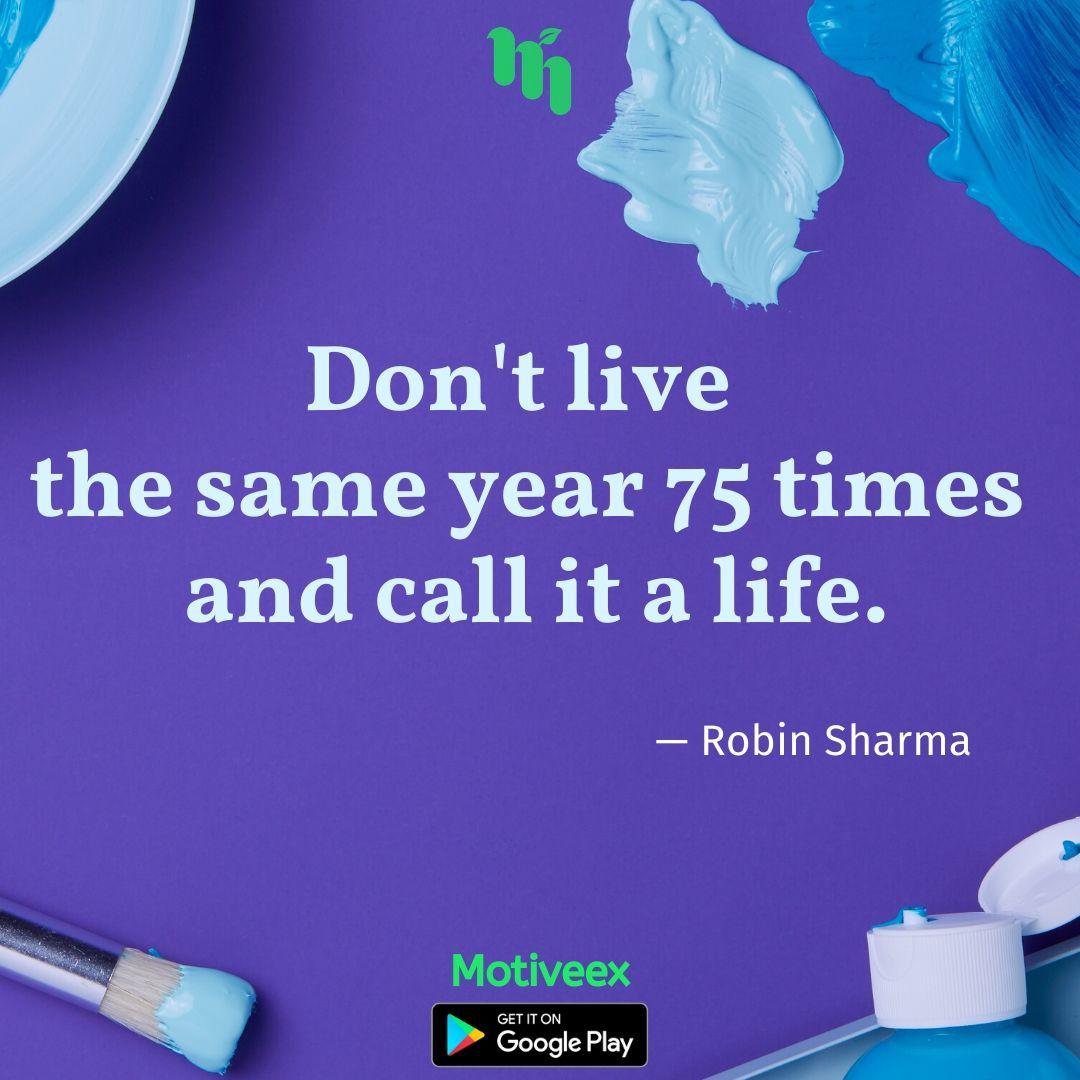 Don't live
the same year 75 times
and call it a life.
— Robin Sharma
Motiveex
GET IT ON
Google Play